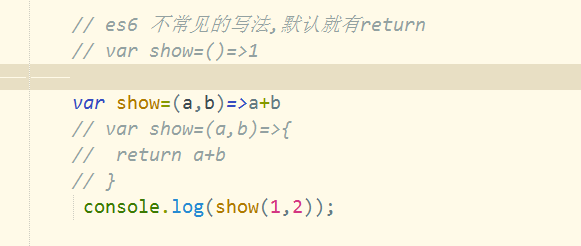 // es6 不常见的写法,默认就有return
// var show=()=>1
var show=(a,b)=>a+b
// var show=(a,b)=>{
//  return a+b
// }
console.log(show(1,2));